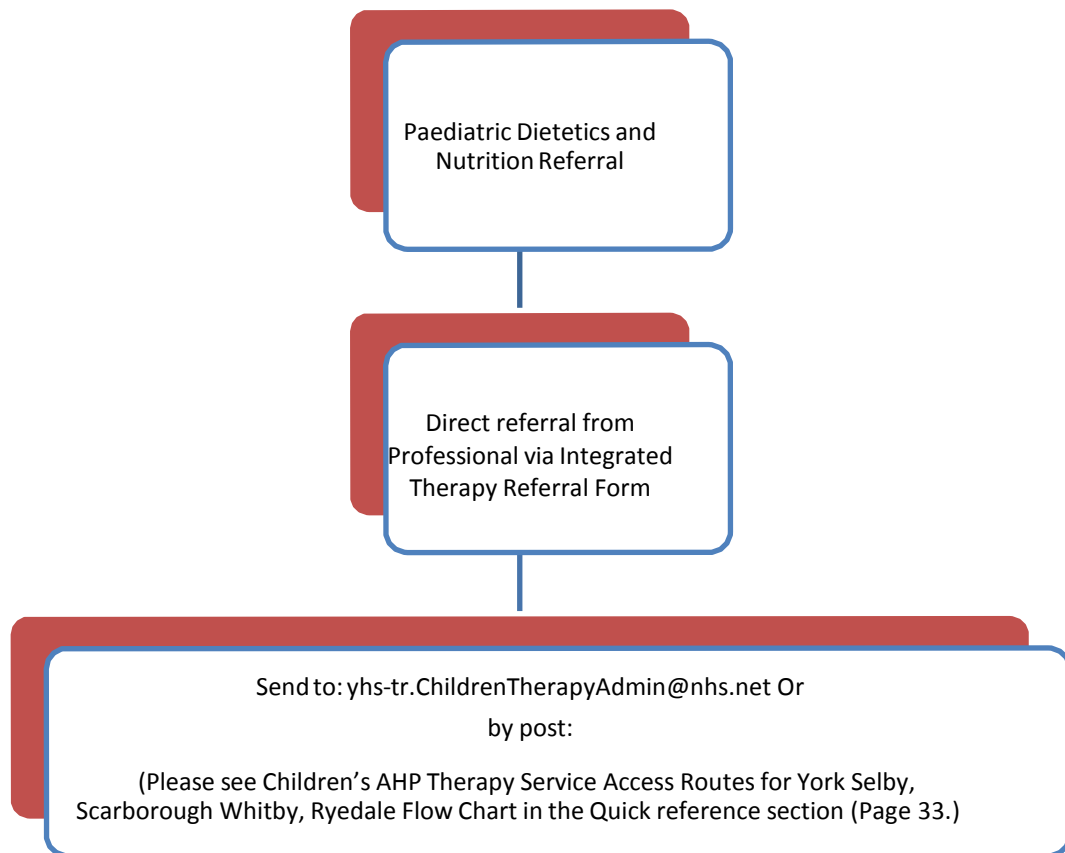 Paediatric Dietetics and
Nutrition Referral
Direct referral from
Professional via Integrated
Therapy Referral Form
Send to: yhs-tr.ChildrenTherapyAdmin@nhs.net Or
by post:
(Please see Children’s AHP Therapy Service Access Routes for York Selby,
Scarborough Whitby, Ryedale Flow Chart in the Quick reference section (Page 33.)